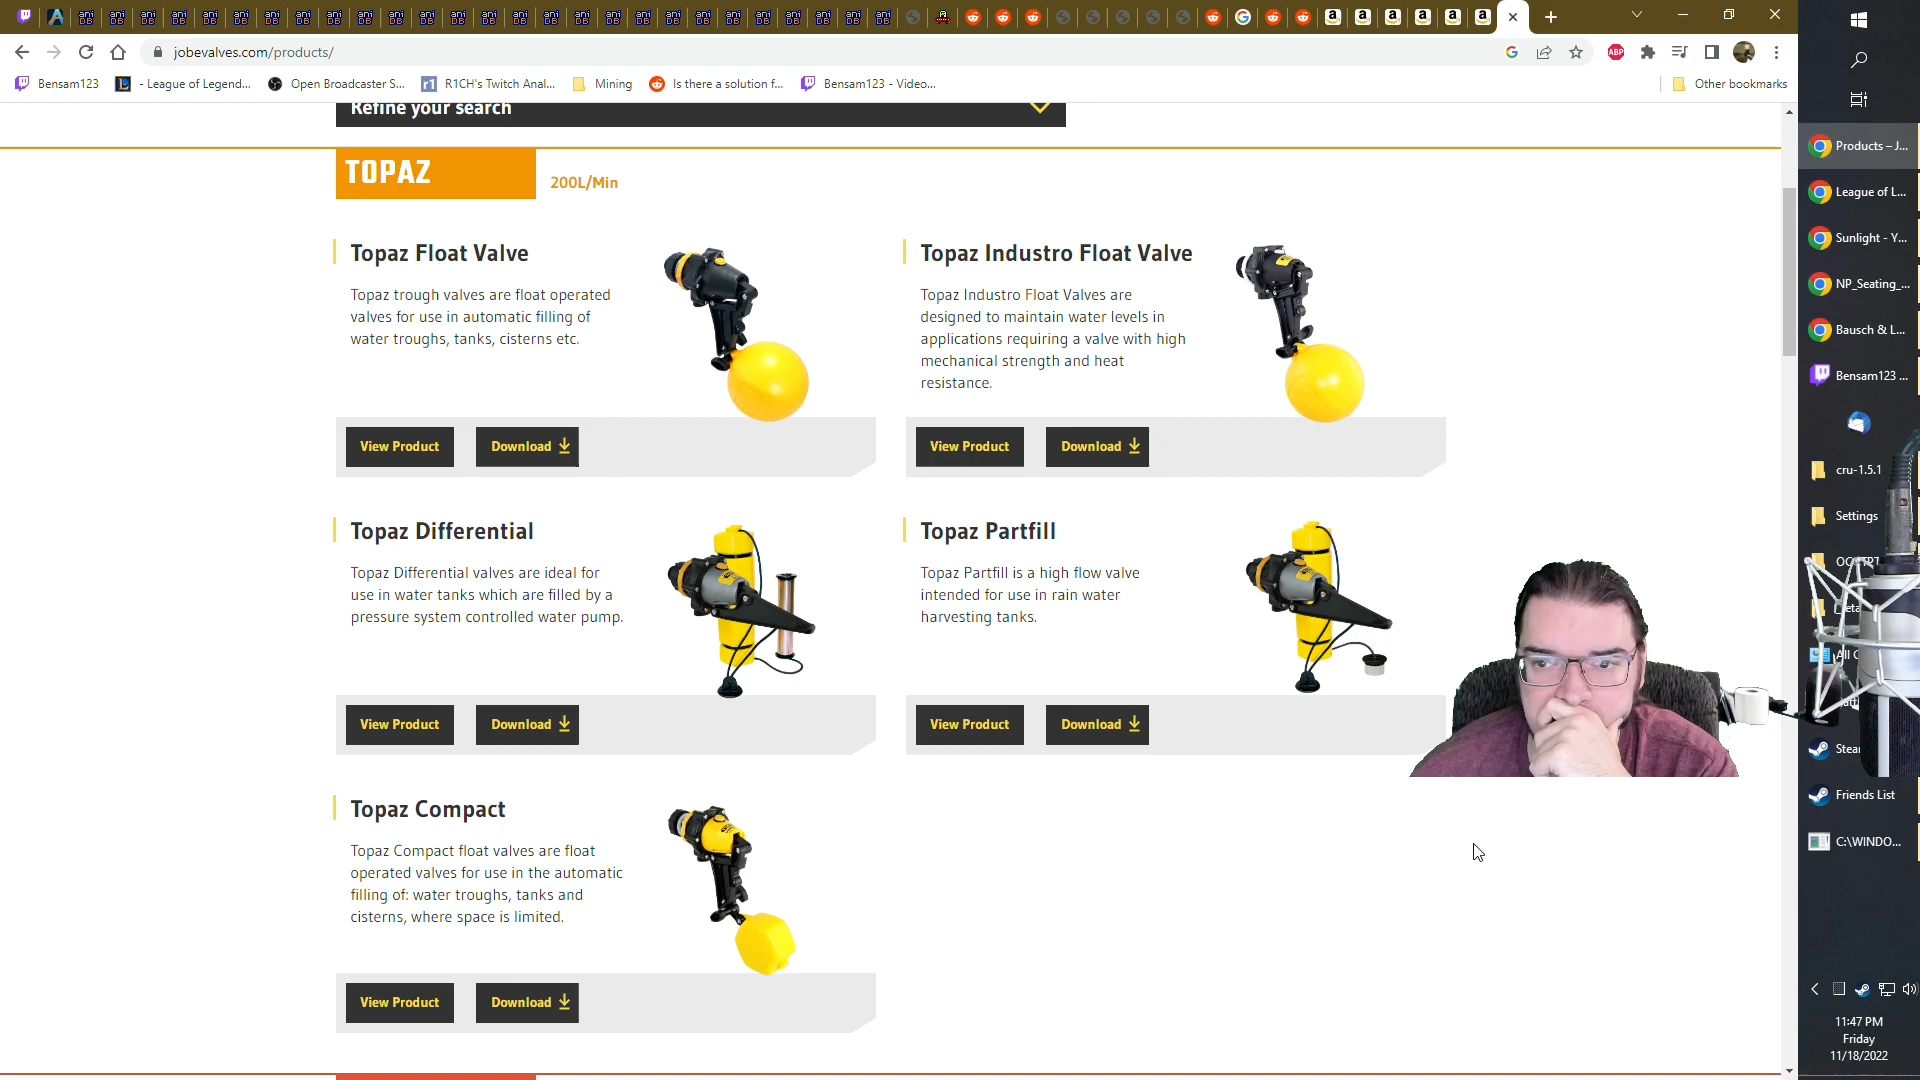 jobevalves.com/products/
Bensam123
- League of Legend...
Open Broadcaster S...
R1CH's Twitch Anal...
Mining
Is there a solution f...
Bensam123 - Video...
Other bookmarks
Refine your search
TOPAZ
200L/Min
Topaz Float Valve
Topaz trough valves are float operated
valves for use in automatic filling of
water troughs, tanks, cisterns etc.
View Product
Download
Topaz Industro Float Valve
Topaz Industro Float Valves are
designed to maintain water levels in
applications requiring a valve with high
mechanical strength and heat
resistance.
View Product
Download
Topaz Differential
Topaz Differential valves are ideal for
use in water tanks which are filled by a
pressure system controlled water pump.
View Product
Download
Topaz Partfill
Topaz Partfill is a high flow valve
intended for use in rain water
harvesting tanks.
View Product
Download
Topaz Compact
Topaz Compact float valves are float
operated valves for use in the automatic
filling of: water troughs, tanks and
cisterns, where space is limited.
View Product
Download
Products – J...
League of L...
Sunlight - Y...
NP_Seating_...
Bausch & L...
Bensam123 ...
cru-1.5.1
Settings
Friends List
C:\WINDO...
11:47 PM
Friday
11/18/2022